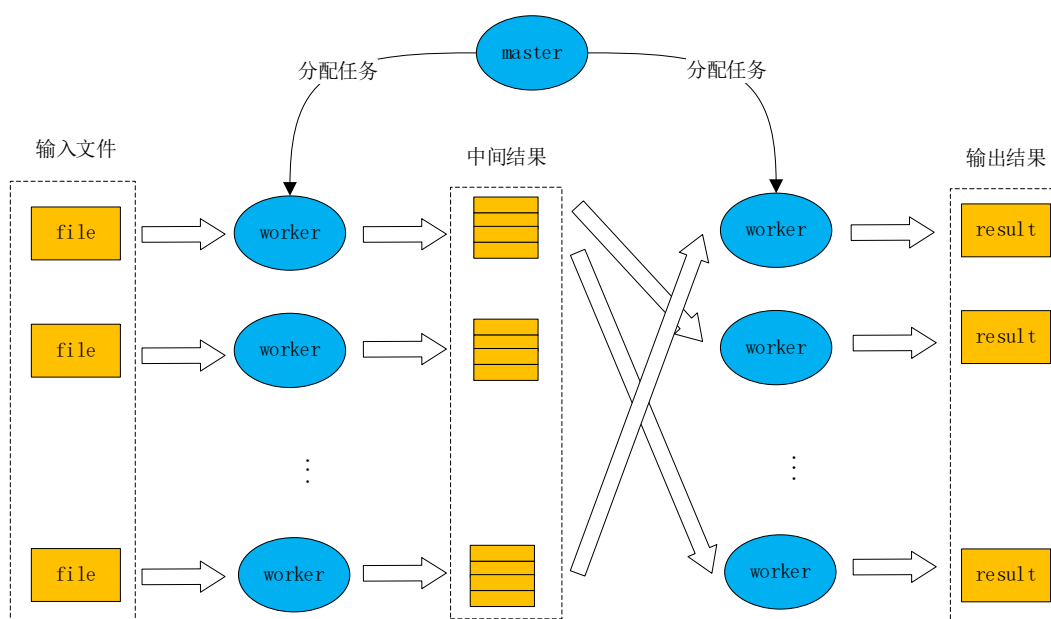 master
分配任务
分配任务
输入文件
中间结果
输出结果
file
worker
worker
result
file
worker
worker
result
...
...
file
worker
worker
result